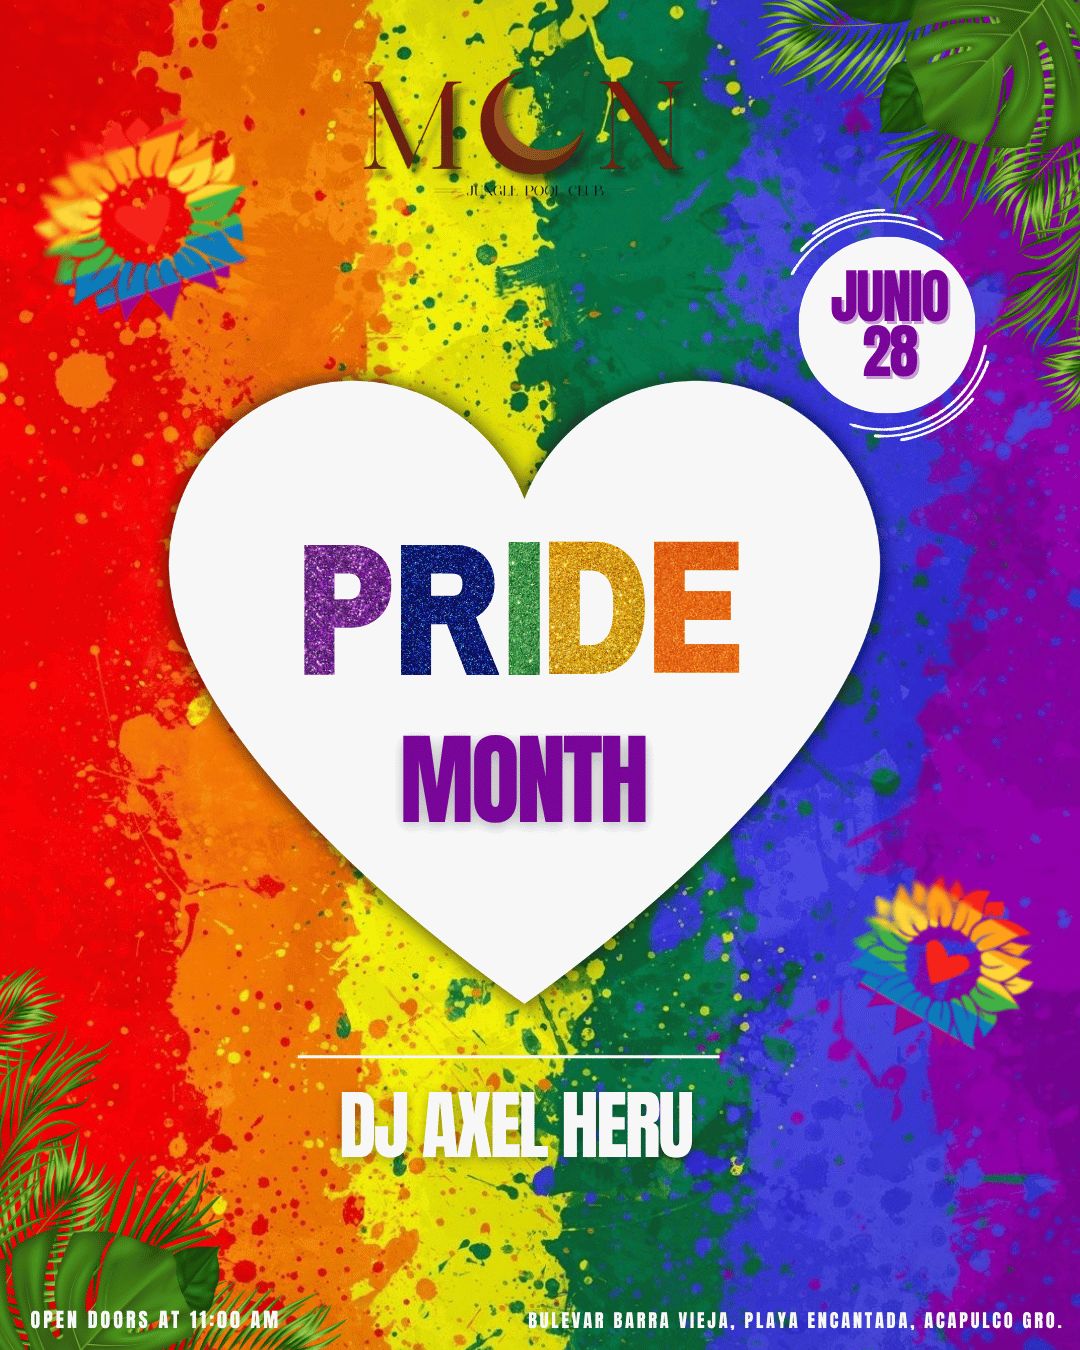 MOON
JUNGLE POOL CLUB
JUNIO
28
PRIDE
MONTH
DJ AXEL HERU
OPEN DOORS AT 11:00 AM
BULEVAR BARRA VIEJA, PLAYA ENCANTADA, ACAPULCO GRO.